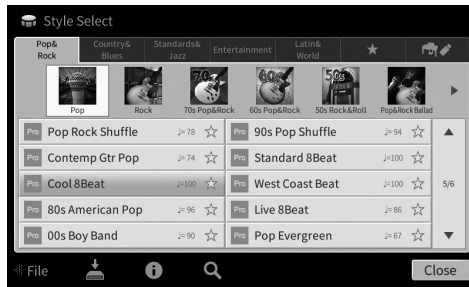 Style Select
Pop& Rock
Country& Blues
Standards& Jazz
Entertainment
Latin& World
Pop
Rock
70s Pop&Rock
60s Pop&Rock
50s Rock&Roll
Pop&Rock Ballad
Pro Pop Rock Shuffle ♩= 78
Pro 90s Pop Shuffle ♩= 94
Pro Contemp Gtr Pop ♩= 74
Pro Standard 8Beat ♩=100
Pro Cool 8Beat ♩=100
Pro West Coast Beat ♩=100
5/6
Pro 80s American Pop ♩= 96
Pro Live 8Beat ♩= 86
Pro 00s Boy Band ♩= 90
Pro Pop Evergreen ♩= 67
File
Close